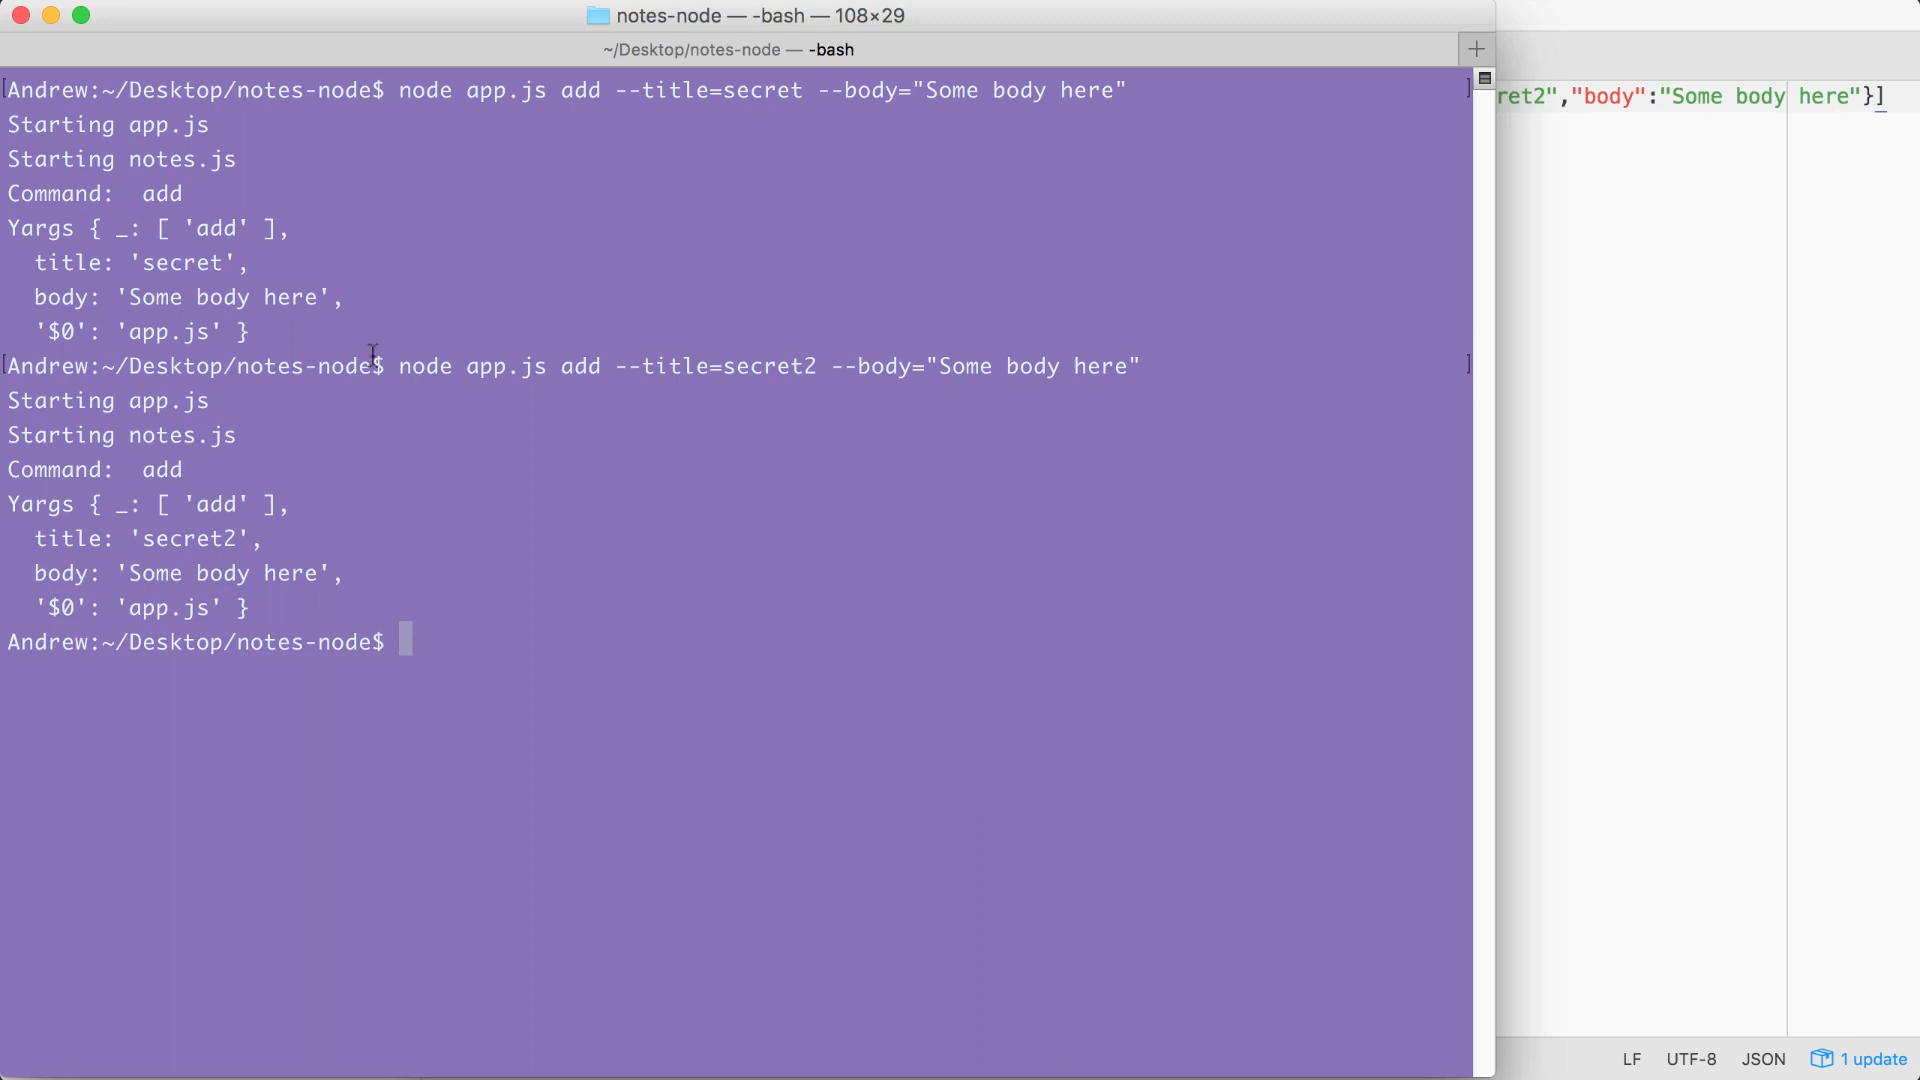 notes-node — -bash — 108×29
~/Desktop/notes-node — -bash
Andrew:~/Desktop/notes-node$ node app.js add --title=secret --body="Some body here"
Starting app.js
Starting notes.js
Command:  add
Yargs { _: [ 'add' ],
  title: 'secret',
  body: 'Some body here',
  '$0': 'app.js' }
Andrew:~/Desktop/notes-node$ node app.js add --title=secret2 --body="Some body here"
Starting app.js
Starting notes.js
Command:  add
Yargs { _: [ 'add' ],
  title: 'secret2',
  body: 'Some body here',
  '$0': 'app.js' }
Andrew:~/Desktop/notes-node$
ret2","body":"Some body here"}]
LF UTF-8 JSON 1 update